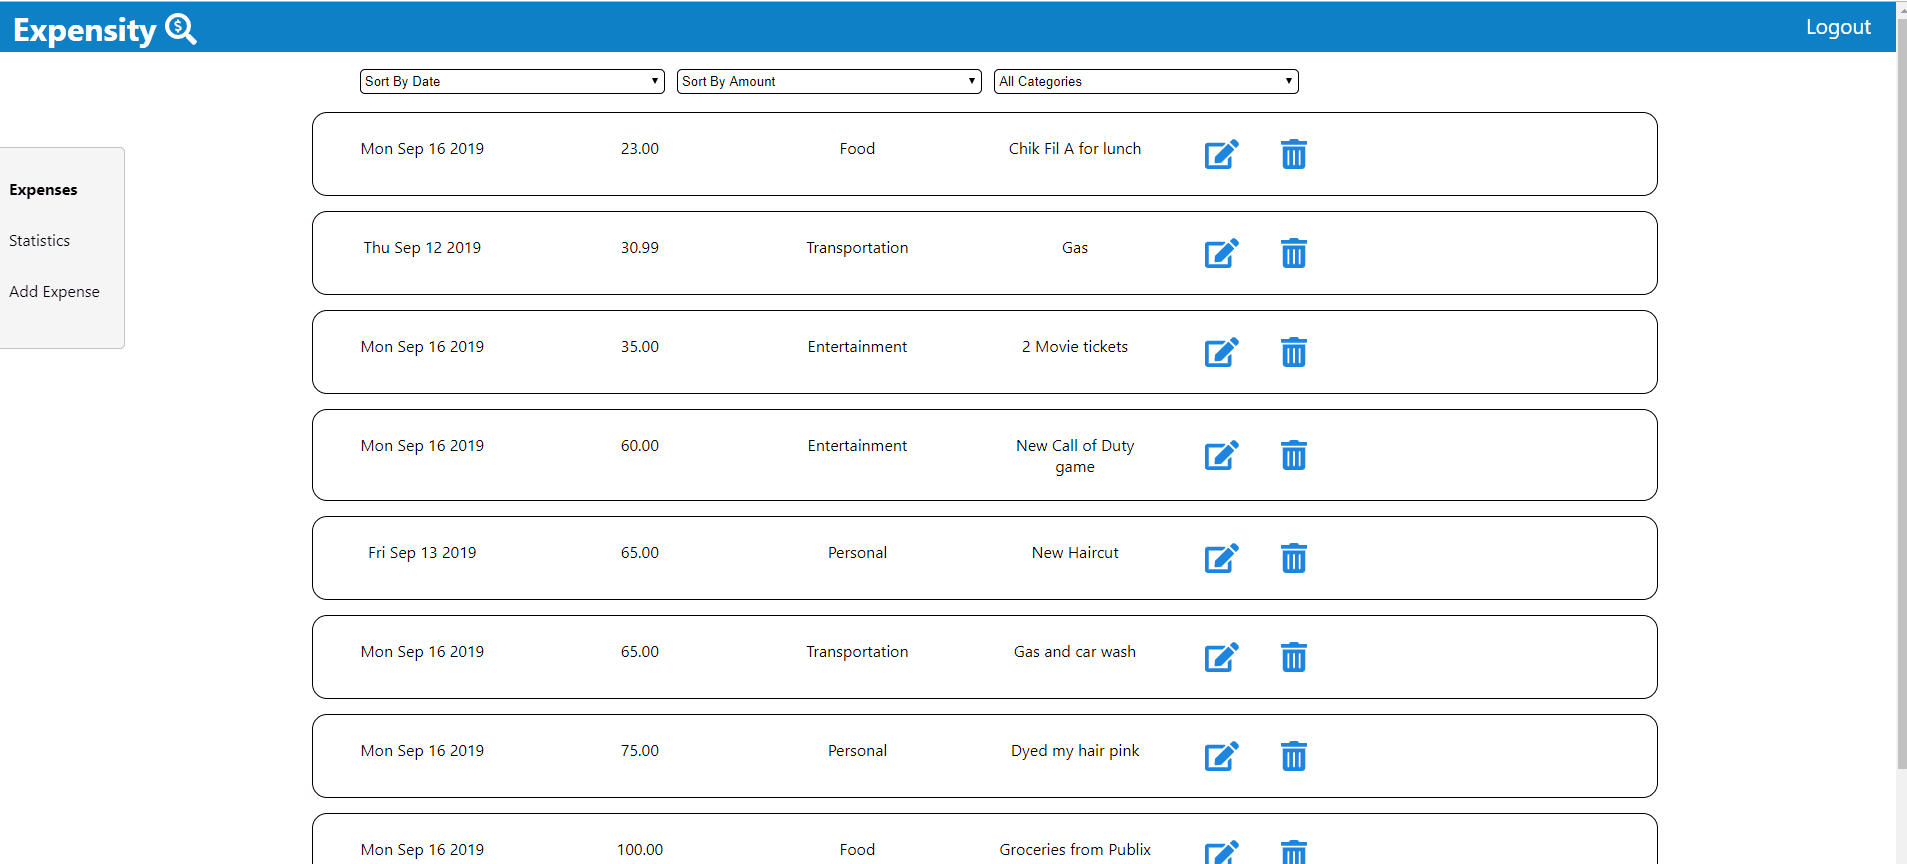 Expensity
Logout
Sort By Date
Sort By Amount
All Categories
Expenses
Statistics
Add Expense
Mon Sep 16 2019 23.00 Food Chik Fil A for lunch
Thu Sep 12 2019 30.99 Transportation Gas
Mon Sep 16 2019 35.00 Entertainment 2 Movie tickets
Mon Sep 16 2019 60.00 Entertainment New Call of Duty
game
Fri Sep 13 2019 65.00 Personal New Haircut
Mon Sep 16 2019 65.00 Transportation Gas and car wash
Mon Sep 16 2019 75.00 Personal Dyed my hair pink
Mon Sep 16 2019 100.00 Food Groceries from Publix